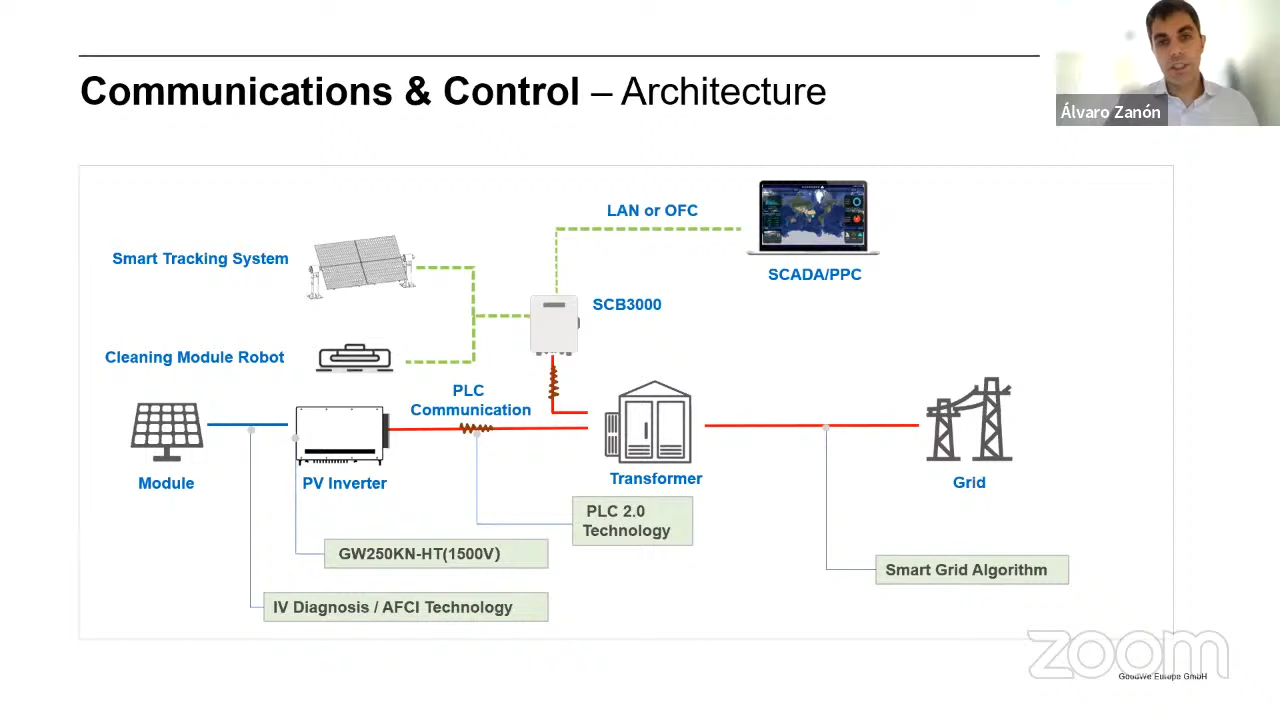 Communications & Control – Architecture
Álvaro Zanón
LAN or OFC
Smart Tracking System
SCADA/PPC
SCB3000
Cleaning Module Robot
PLC
Communication
Module
PV Inverter
Transformer
Grid
PLC 2.0
Technology
GW250KN-HT(1500V)
Smart Grid Algorithm
IV Diagnosis / AFCI Technology
zoom
GoodWe Europe GmbH